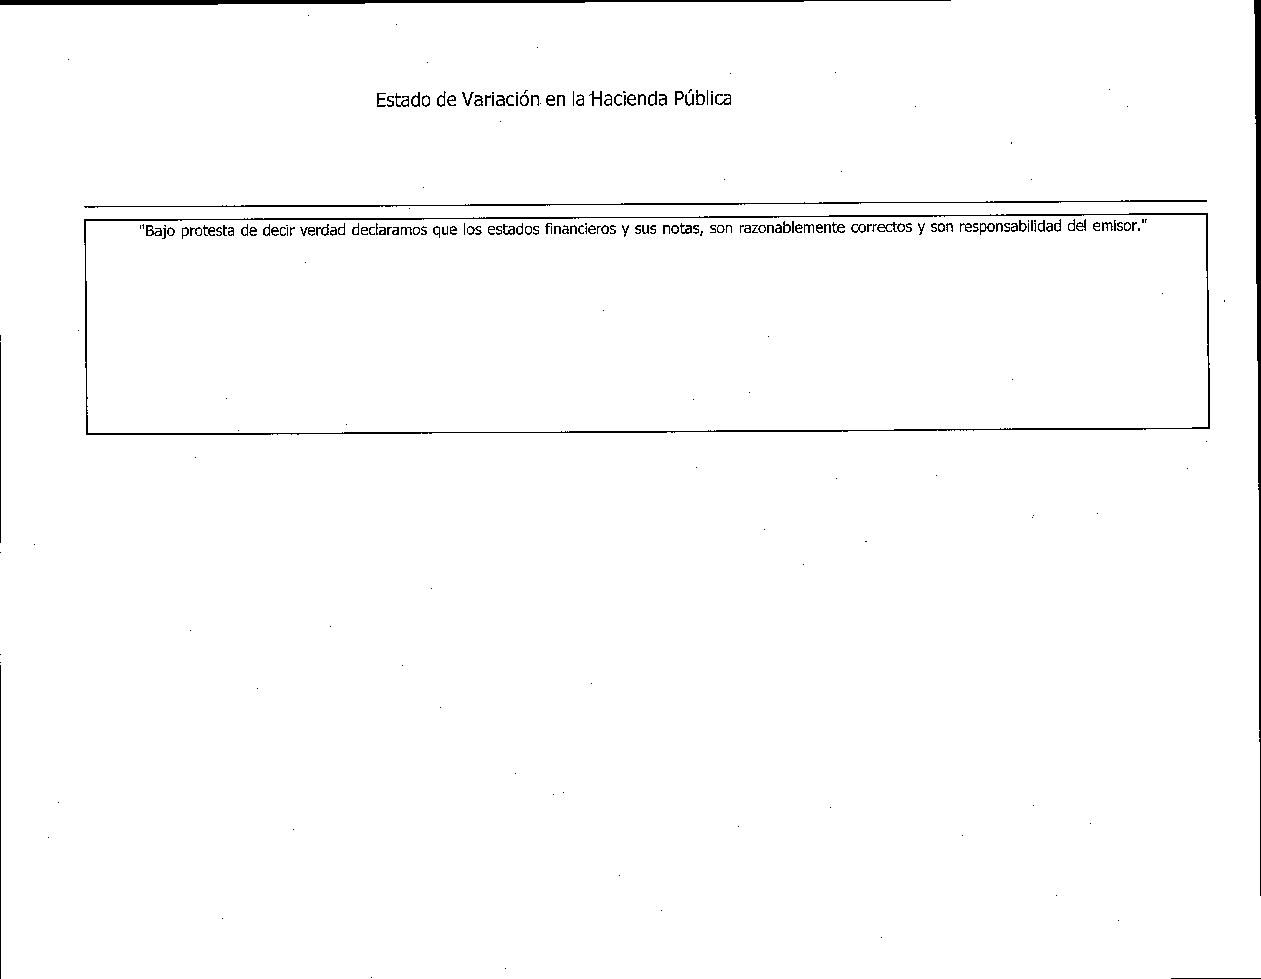 Estado de Variación en la Hacienda Pública
"Bajo protesta de decir verdad declaramos que los estados financieros y sus notas, son razonablemente correctos y son responsabilidad del emisor."